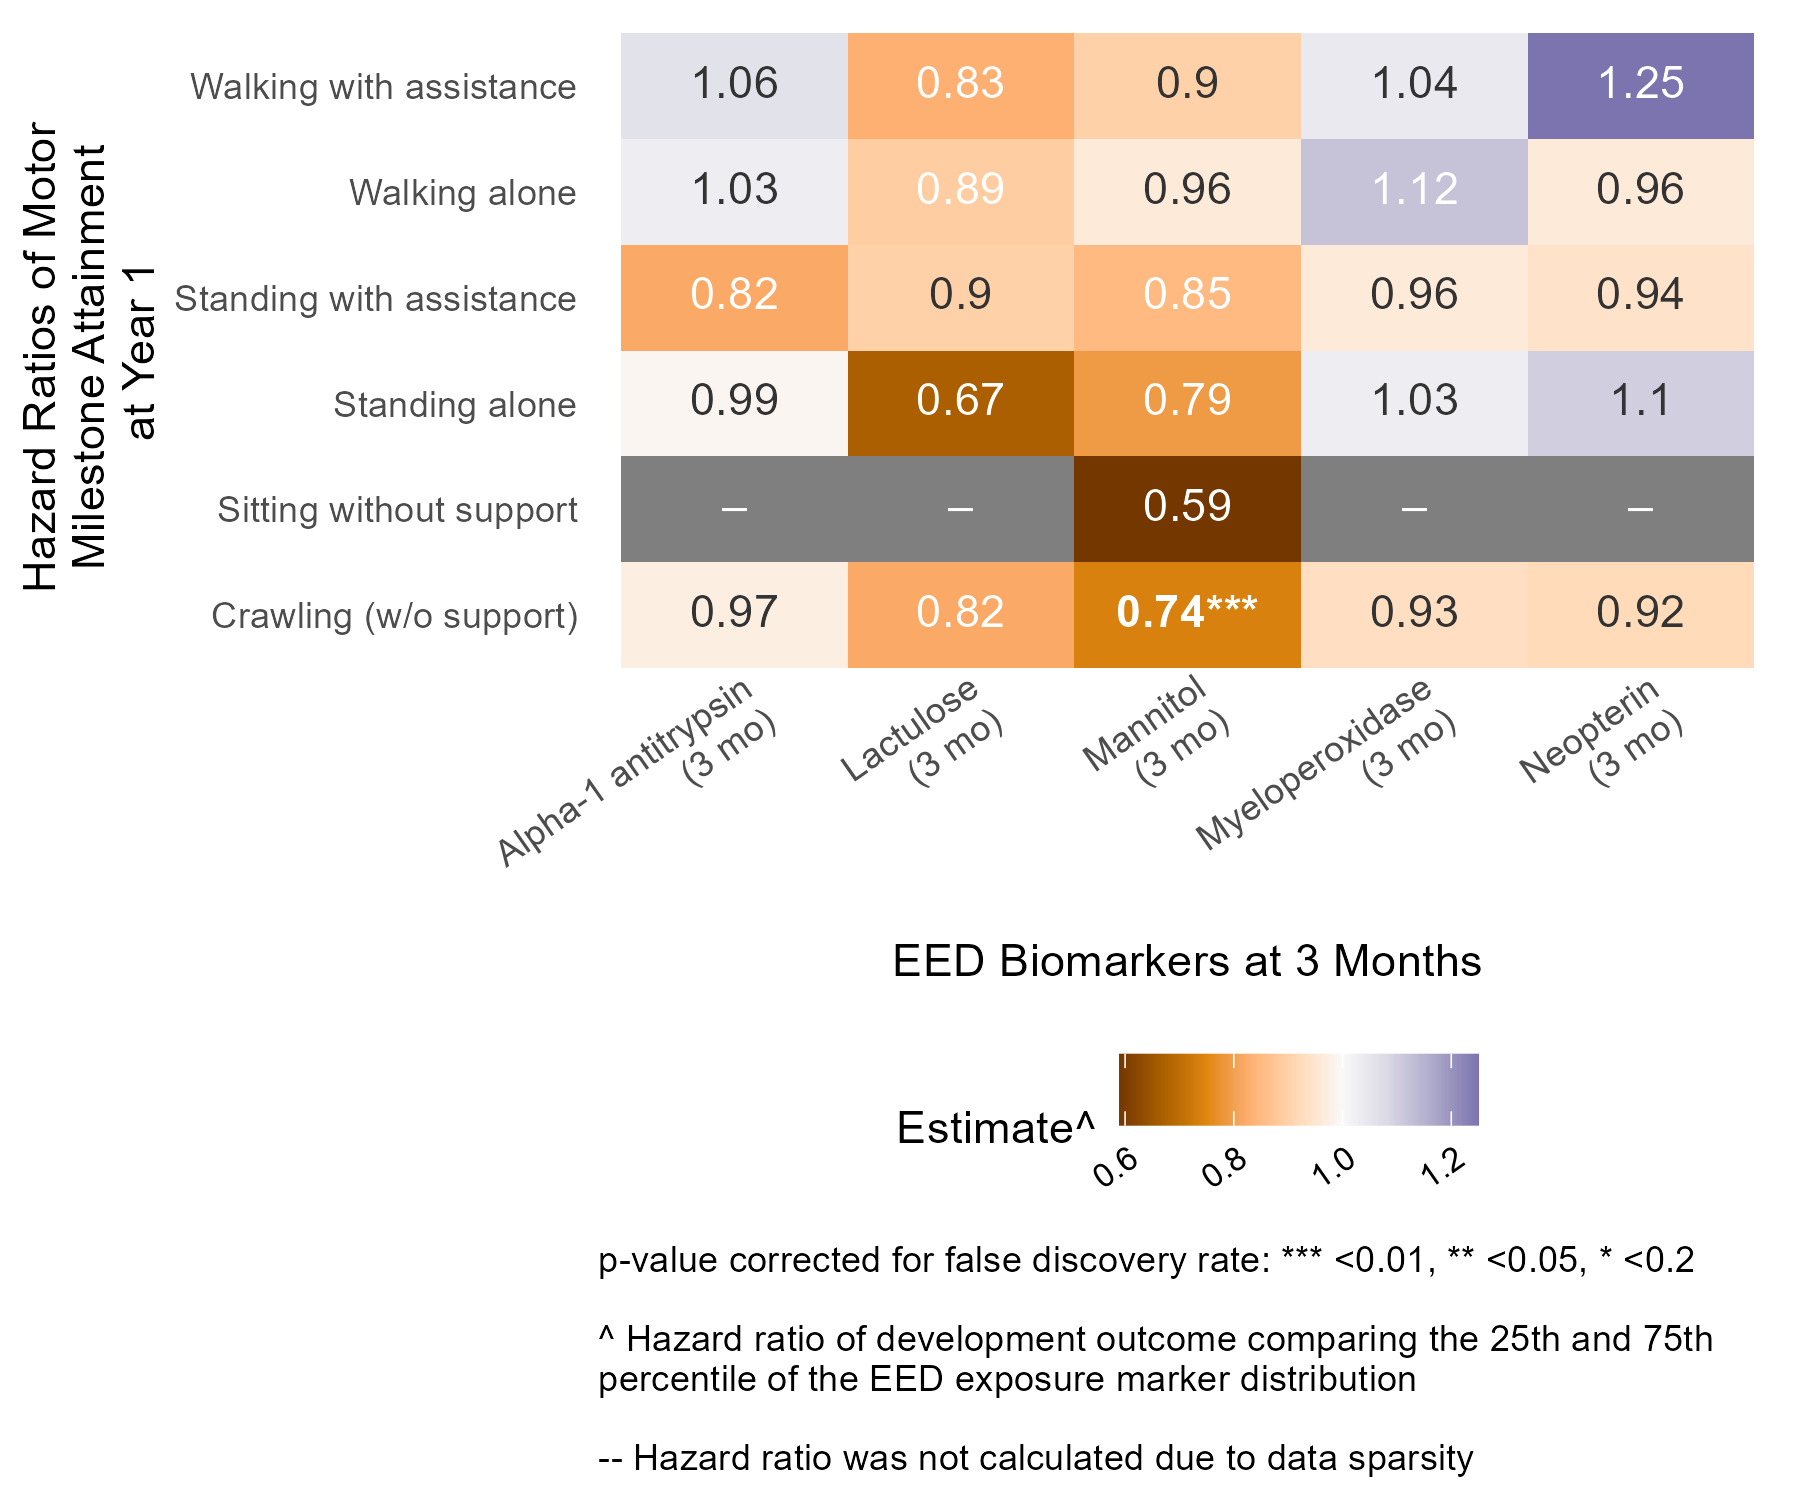 Hazard Ratios of Motor
Milestone Attainment
at Year 1
Walking with assistance 1.06 0.83 0.9 1.04 1.25
Walking alone 1.03 0.89 0.96 1.12 0.96
Standing with assistance 0.82 0.9 0.85 0.96 0.94
Standing alone 0.99 0.67 0.79 1.03 1.1
Sitting without support – – 0.59 – –
Crawling (w/o support) 0.97 0.82 0.74*** 0.93 0.92
Alpha-1 antitrypsin
(3 mo)
Lactulose
(3 mo)
Mannitol
(3 mo)
Myeloperoxidase
(3 mo)
Neopterin
(3 mo)
EED Biomarkers at 3 Months
Estimate^
0.6 0.8 1.0 1.2
p-value corrected for false discovery rate: *** <0.01, ** <0.05, * <0.2
^ Hazard ratio of development outcome comparing the 25th and 75th
percentile of the EED exposure marker distribution
-- Hazard ratio was not calculated due to data sparsity